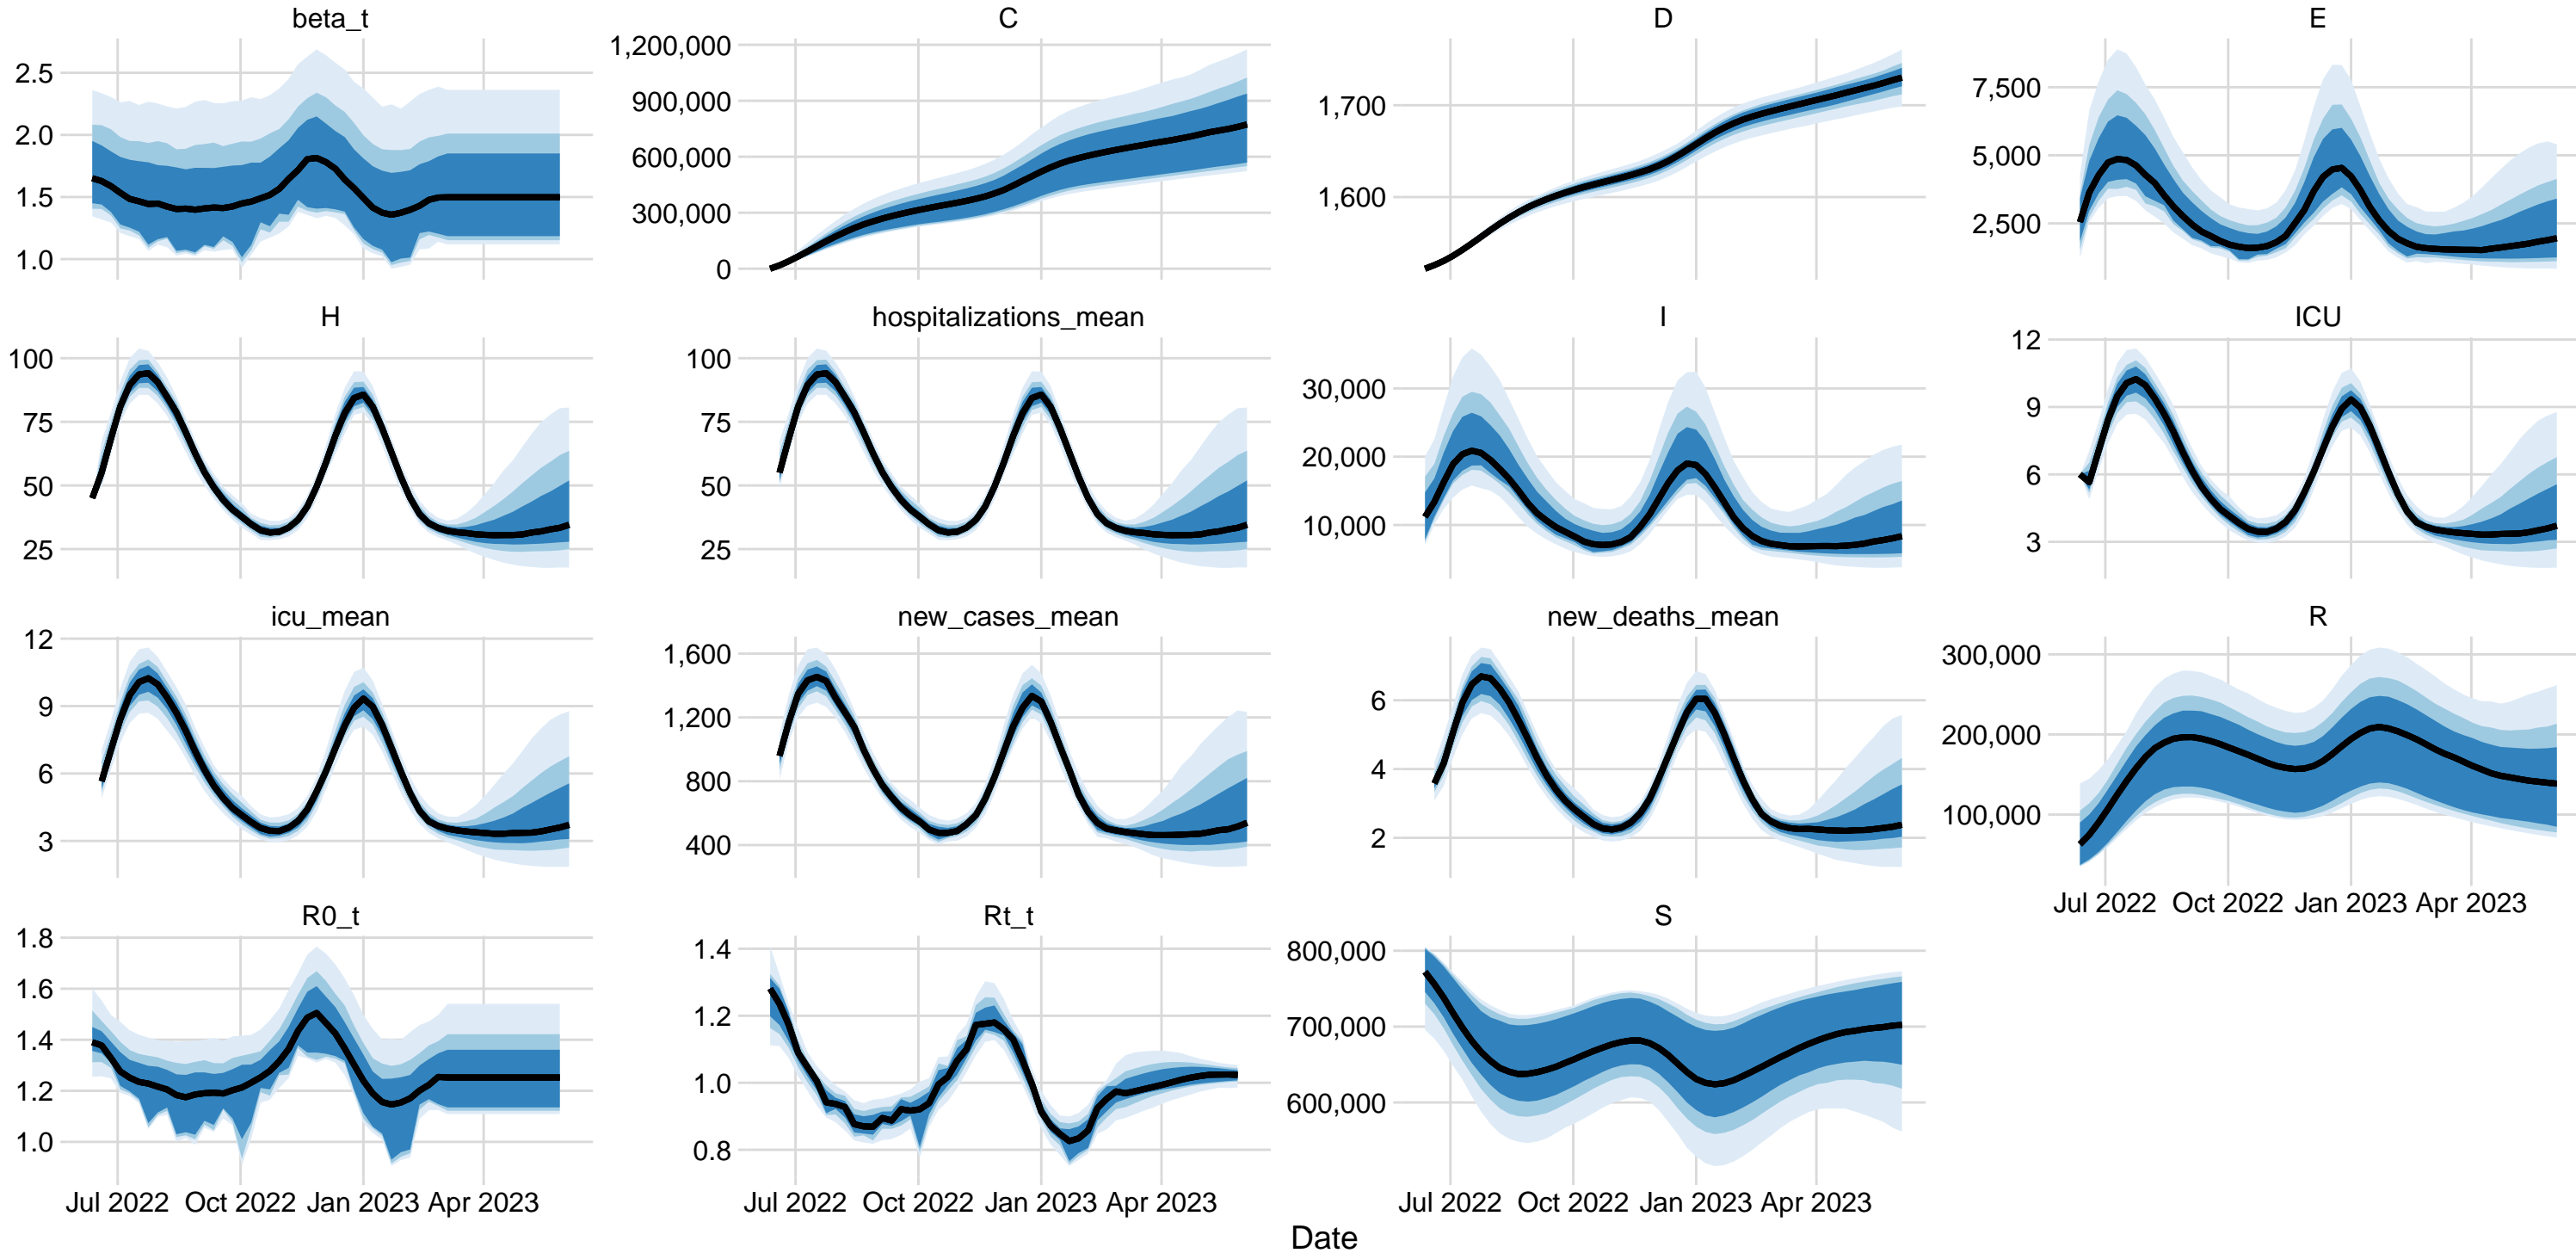 beta_t
2.5
2.0
1.5
1.0
C
1,200,000
900,000
600,000
300,000
0
D
1,700
1,600
E
7,500
5,000
2,500
H
100
75
50
25
hospitalizations_mean
100
75
50
25
I
30,000
20,000
10,000
ICU
12
9
6
3
icu_mean
12
9
6
3
new_cases_mean
1,600
1,200
800
400
new_deaths_mean
6
4
2
R
300,000
200,000
100,000
Jul 2022 Oct 2022 Jan 2023 Apr 2023
R0_t
1.8
1.6
1.4
1.2
1.0
Jul 2022 Oct 2022 Jan 2023 Apr 2023
Rt_t
1.4
1.2
1.0
0.8
Jul 2022 Oct 2022 Jan 2023 Apr 2023
S
800,000
700,000
600,000
Jul 2022 Oct 2022 Jan 2023 Apr 2023
Date